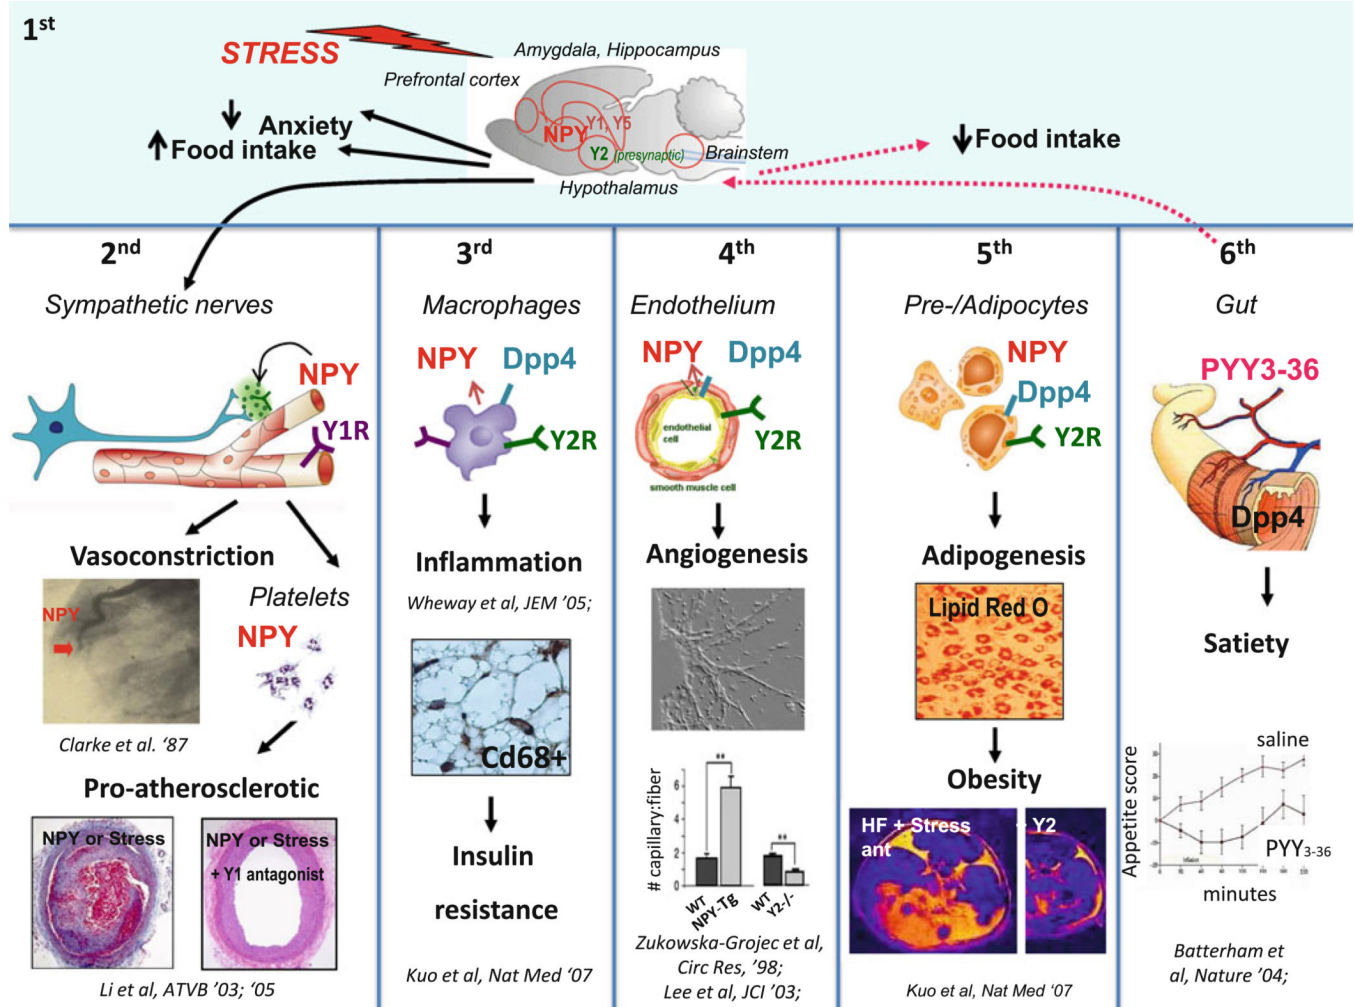 1st
STRESS
Amygdala, Hippocampus
Prefrontal cortex
Anxiety
Food intake
NPY
Y1, Y5
Y2 (presynaptic)
Brainstem
Hypothalamus
Food intake
2nd
Sympathetic nerves
NPY
Y1R
Vasoconstriction
NPY
Clarke et al. ‘87
Platelets
NPY
Pro-atherosclerotic
NPY or Stress
NPY or Stress
+ Y1 antagonist
Li et al, ATVB ’03; ‘05
3rd
Macrophages
NPY
Dpp4
Y2R
Inflammation
Wheway et al, JEM ’05;
Cd68+
Insulin
resistance
Kuo et al, Nat Med ‘07
4th
Endothelium
NPY
Dpp4
endothelial
cell
Y2R
smooth muscle cell
Angiogenesis
# capillary:fiber
6
4
2
0
**
**
WT
NPY-Tg
WT
Y2-/-
Zukowska-Grojec et al,
Circ Res, ’98;
Lee et al, JCI ’03;
5th
Pre-/Adipocytes
NPY
Dpp4
Y2R
Adipogenesis
Lipid Red O
Obesity
HF + Stress
Y2
ant
Kuo et al, Nat Med ‘07
6th
Gut
PYY3-36
Dpp4
Satiety
Appetite score
saline
PYY3-36
minutes
Batterham et
al, Nature ’04;